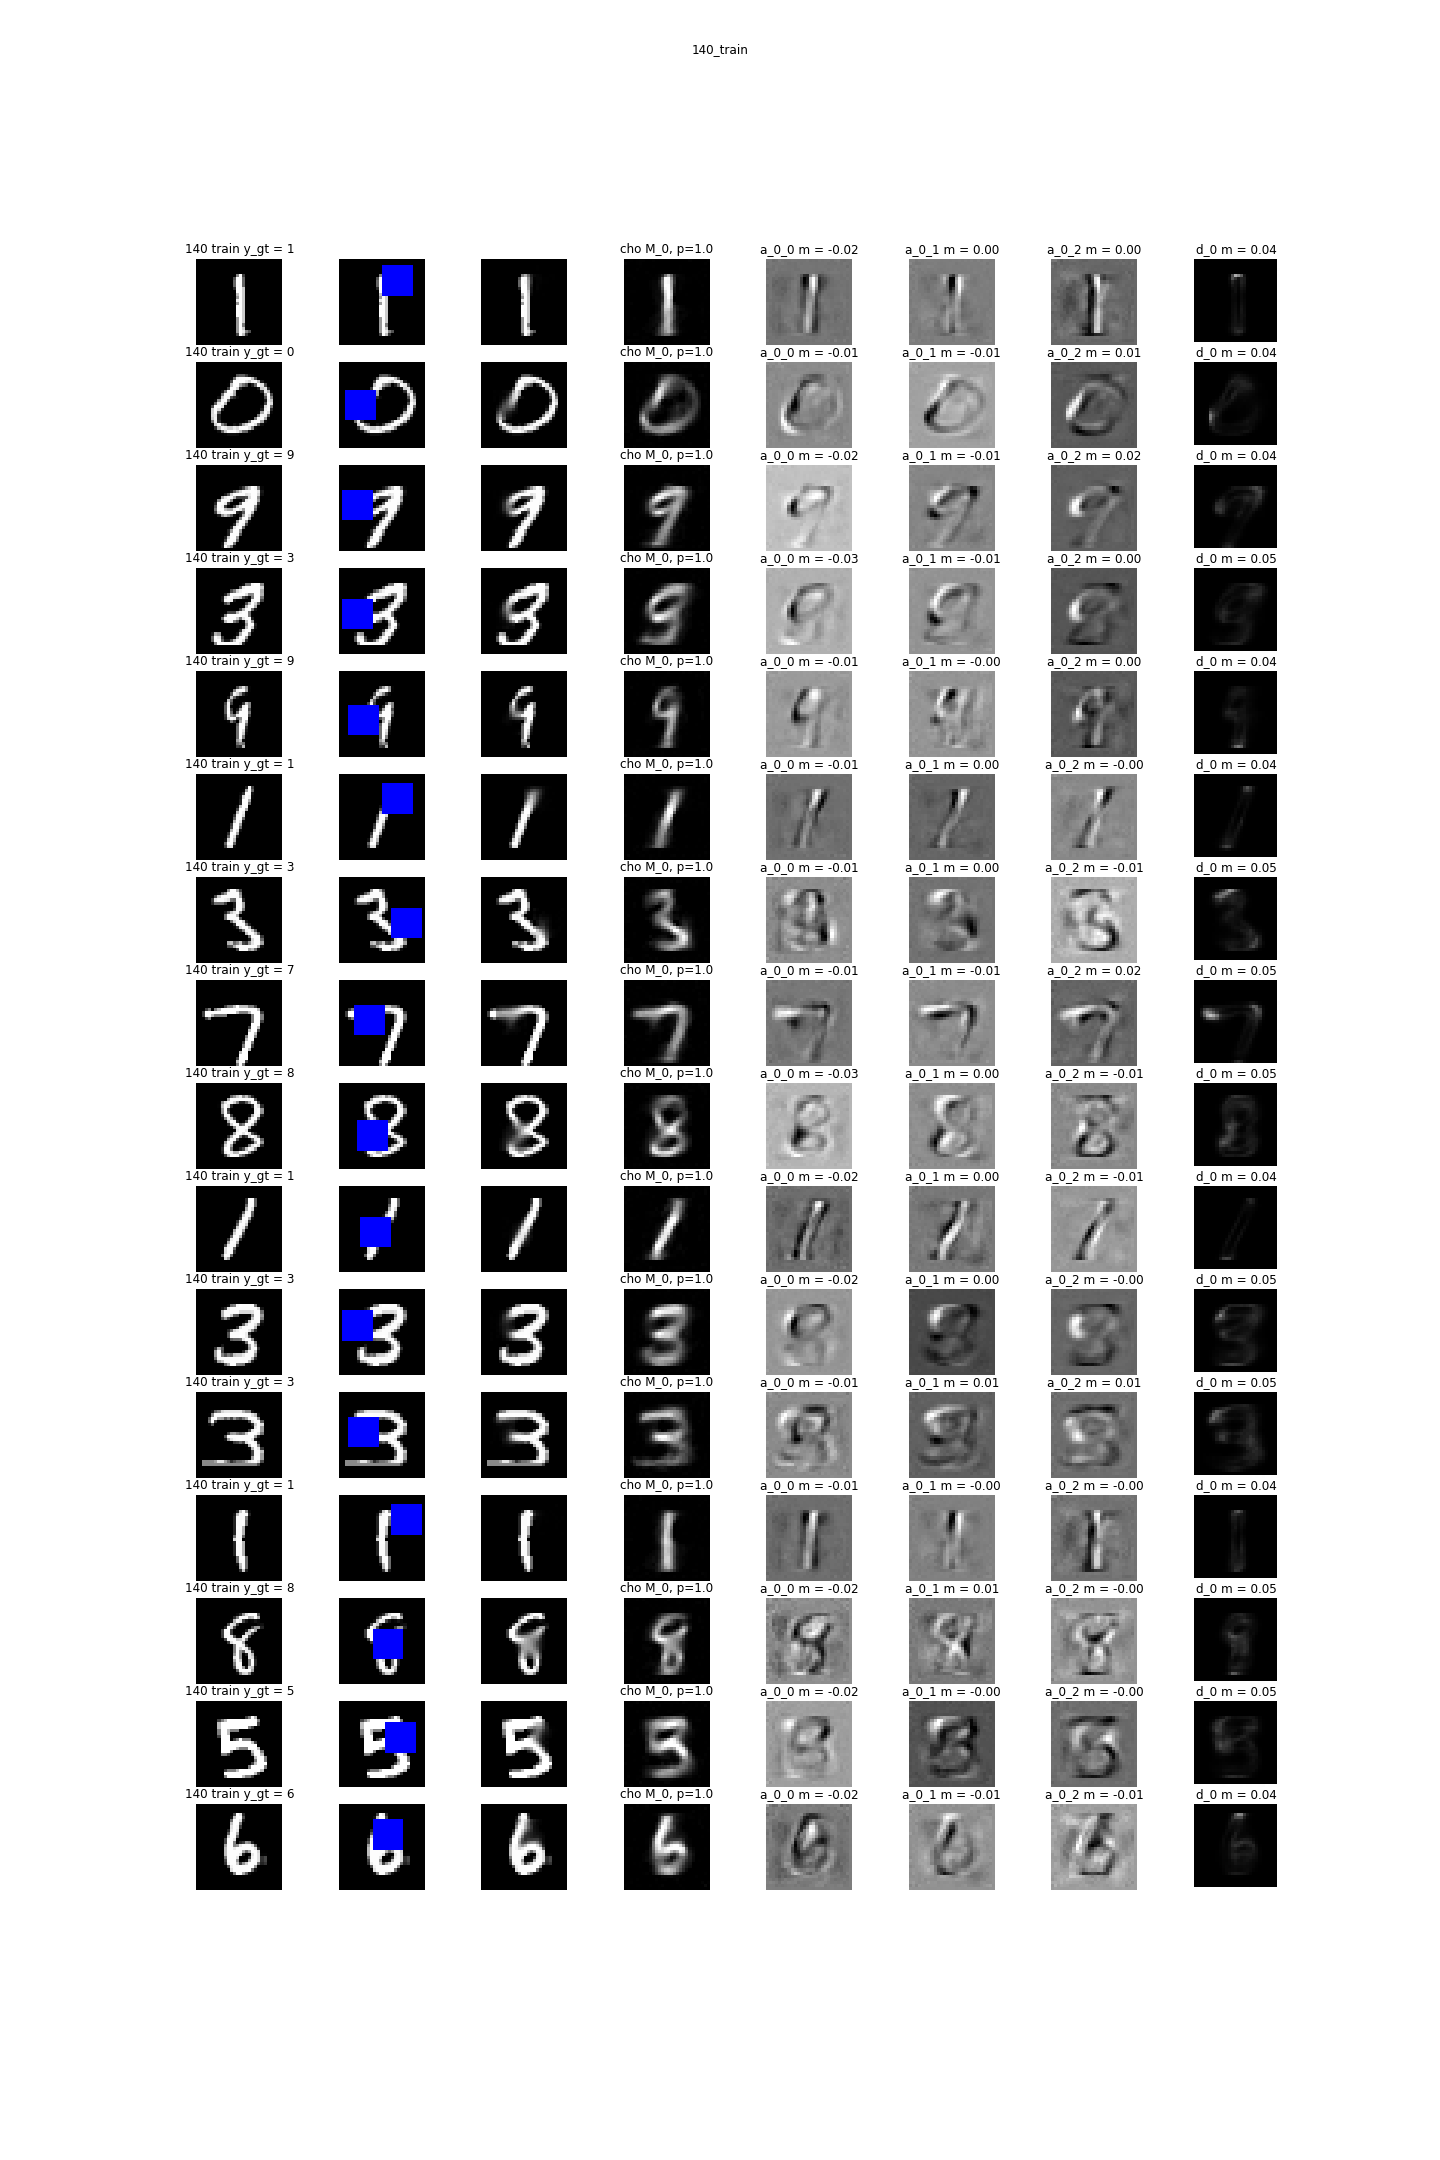 140_train
140 train y_gt = 1 cho M_0, p=1.0 a_0_0 m = -0.02 a_0_1 m = 0.00 a_0_2 m = 0.00 d_0 m = 0.04
1
140 train y_gt = 0 cho M_0, p=1.0 a_0_0 m = -0.01 a_0_1 m = -0.01 a_0_2 m = 0.01 d_0 m = 0.04
0
140 train y_gt = 9 cho M_0, p=1.0 a_0_0 m = -0.02 a_0_1 m = -0.01 a_0_2 m = 0.02 d_0 m = 0.04
9
140 train y_gt = 3 cho M_0, p=1.0 a_0_0 m = -0.03 a_0_1 m = -0.01 a_0_2 m = 0.00 d_0 m = 0.05
3
140 train y_gt = 9 cho M_0, p=1.0 a_0_0 m = -0.01 a_0_1 m = -0.00 a_0_2 m = 0.00 d_0 m = 0.04
9
140 train y_gt = 1 cho M_0, p=1.0 a_0_0 m = -0.01 a_0_1 m = 0.00 a_0_2 m = -0.00 d_0 m = 0.04
1
140 train y_gt = 3 cho M_0, p=1.0 a_0_0 m = -0.01 a_0_1 m = 0.00 a_0_2 m = -0.01 d_0 m = 0.05
3
140 train y_gt = 7 cho M_0, p=1.0 a_0_0 m = -0.01 a_0_1 m = -0.01 a_0_2 m = 0.02 d_0 m = 0.05
7
140 train y_gt = 8 cho M_0, p=1.0 a_0_0 m = -0.03 a_0_1 m = 0.00 a_0_2 m = -0.01 d_0 m = 0.05
8
140 train y_gt = 1 cho M_0, p=1.0 a_0_0 m = -0.02 a_0_1 m = 0.00 a_0_2 m = -0.01 d_0 m = 0.04
1
140 train y_gt = 3 cho M_0, p=1.0 a_0_0 m = -0.02 a_0_1 m = 0.00 a_0_2 m = -0.00 d_0 m = 0.05
3
140 train y_gt = 3 cho M_0, p=1.0 a_0_0 m = -0.01 a_0_1 m = 0.01 a_0_2 m = 0.01 d_0 m = 0.05
3
140 train y_gt = 1 cho M_0, p=1.0 a_0_0 m = -0.01 a_0_1 m = -0.00 a_0_2 m = -0.00 d_0 m = 0.04
1
140 train y_gt = 8 cho M_0, p=1.0 a_0_0 m = -0.02 a_0_1 m = 0.01 a_0_2 m = -0.00 d_0 m = 0.05
8
140 train y_gt = 5 cho M_0, p=1.0 a_0_0 m = -0.02 a_0_1 m = -0.00 a_0_2 m = -0.00 d_0 m = 0.05
5
140 train y_gt = 6 cho M_0, p=1.0 a_0_0 m = -0.02 a_0_1 m = -0.01 a_0_2 m = -0.01 d_0 m = 0.04
6